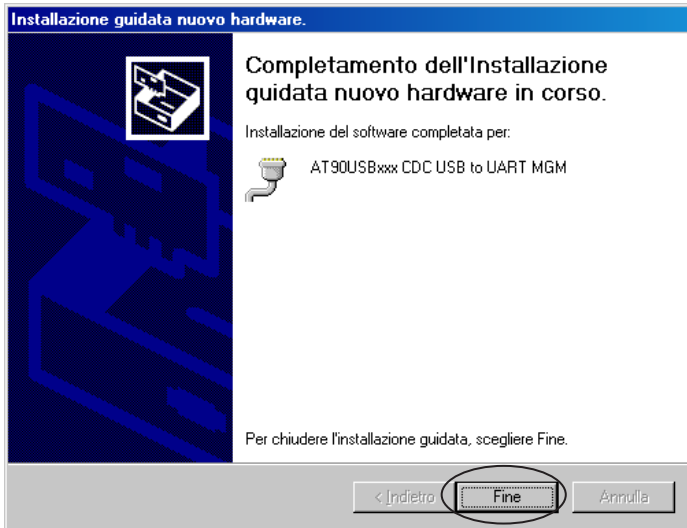 Installazione guidata nuovo hardware.
Completamento dell'Installazione
guidata nuovo hardware in corso.
Installazione del software completata per:
AT90USBxxx CDC USB to UART MGM
Per chiudere l'installazione guidata, scegliere Fine.
< Indietro Fine Annulla